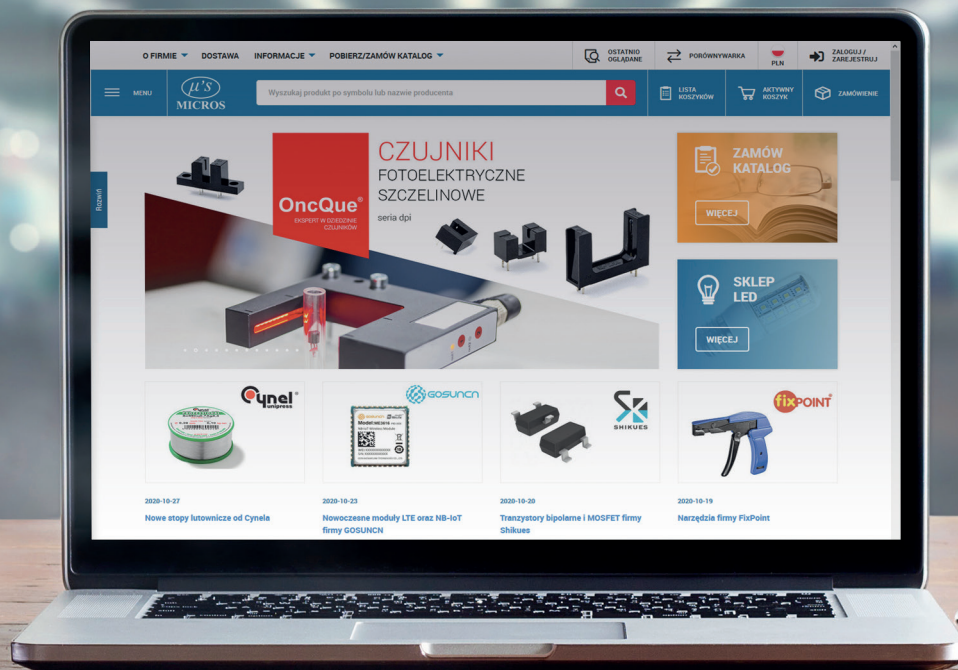 O FIRMIE
DOSTAWA
INFORMACJE
POBIERZ/ZAMÓW KATALOG
OSTATNIO
OGLĄDANE
PORÓWNYWARKA
PLN
ZALOGUJ /
ZAREJESTRUJ
MENU
μ's
MICROS
Wyszukaj produkt po symbolu lub nazwie producenta
LISTA
KOSZYKÓW
AKTYWNY
KOSZYK
ZAMÓWIENIE
Rozwiń
OncQue®
EKSPERT W DZIEDZINIE
CZUJNIKÓW
CZUJNIKI
FOTOELEKTRYCZNE
SZCZELINOWE
seria dpi
ZAMÓW
KATALOG
WIĘCEJ
SKLEP
LED
WIĘCEJ
Cynel®
unipress
GOSUNCN
Model:ME3616
SHIKUES
fixPOINT
2020-10-27
Nowe stopy lutownicze od Cynela
2020-10-23
Nowoczesne moduły LTE oraz NB-IoT
firmy GOSUNCN
2020-10-20
Tranzystory bipolarne i MOSFET firmy
Shikues
2020-10-19
Narzędzia firmy FixPoint